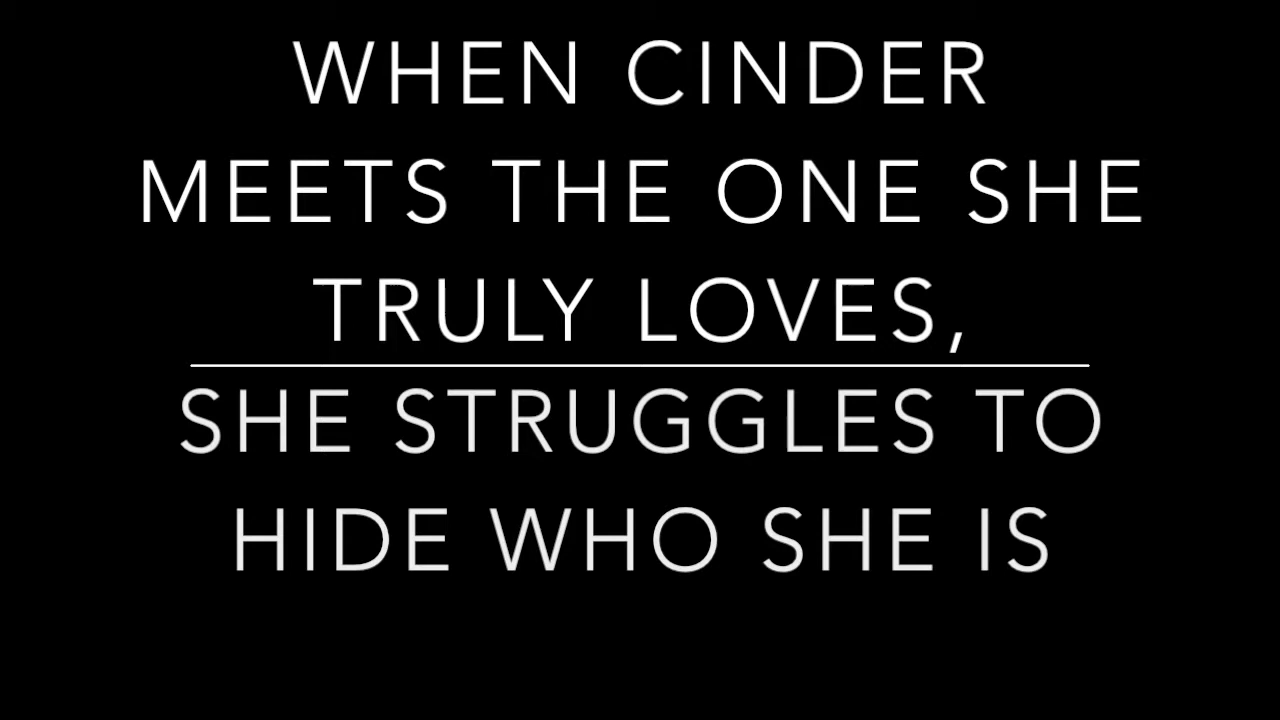 WHEN CINDER
MEETS THE ONE SHE
TRULY LOVES,
SHE STRUGGLES TO
HIDE WHO SHE IS